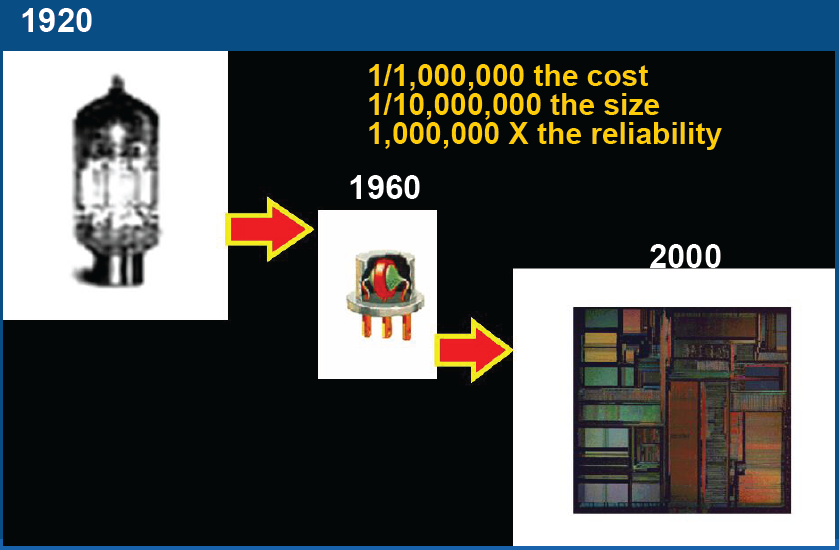 1920
1/1,000,000 the cost
1/10,000,000 the size
1,000,000 X the reliability
1960
2000